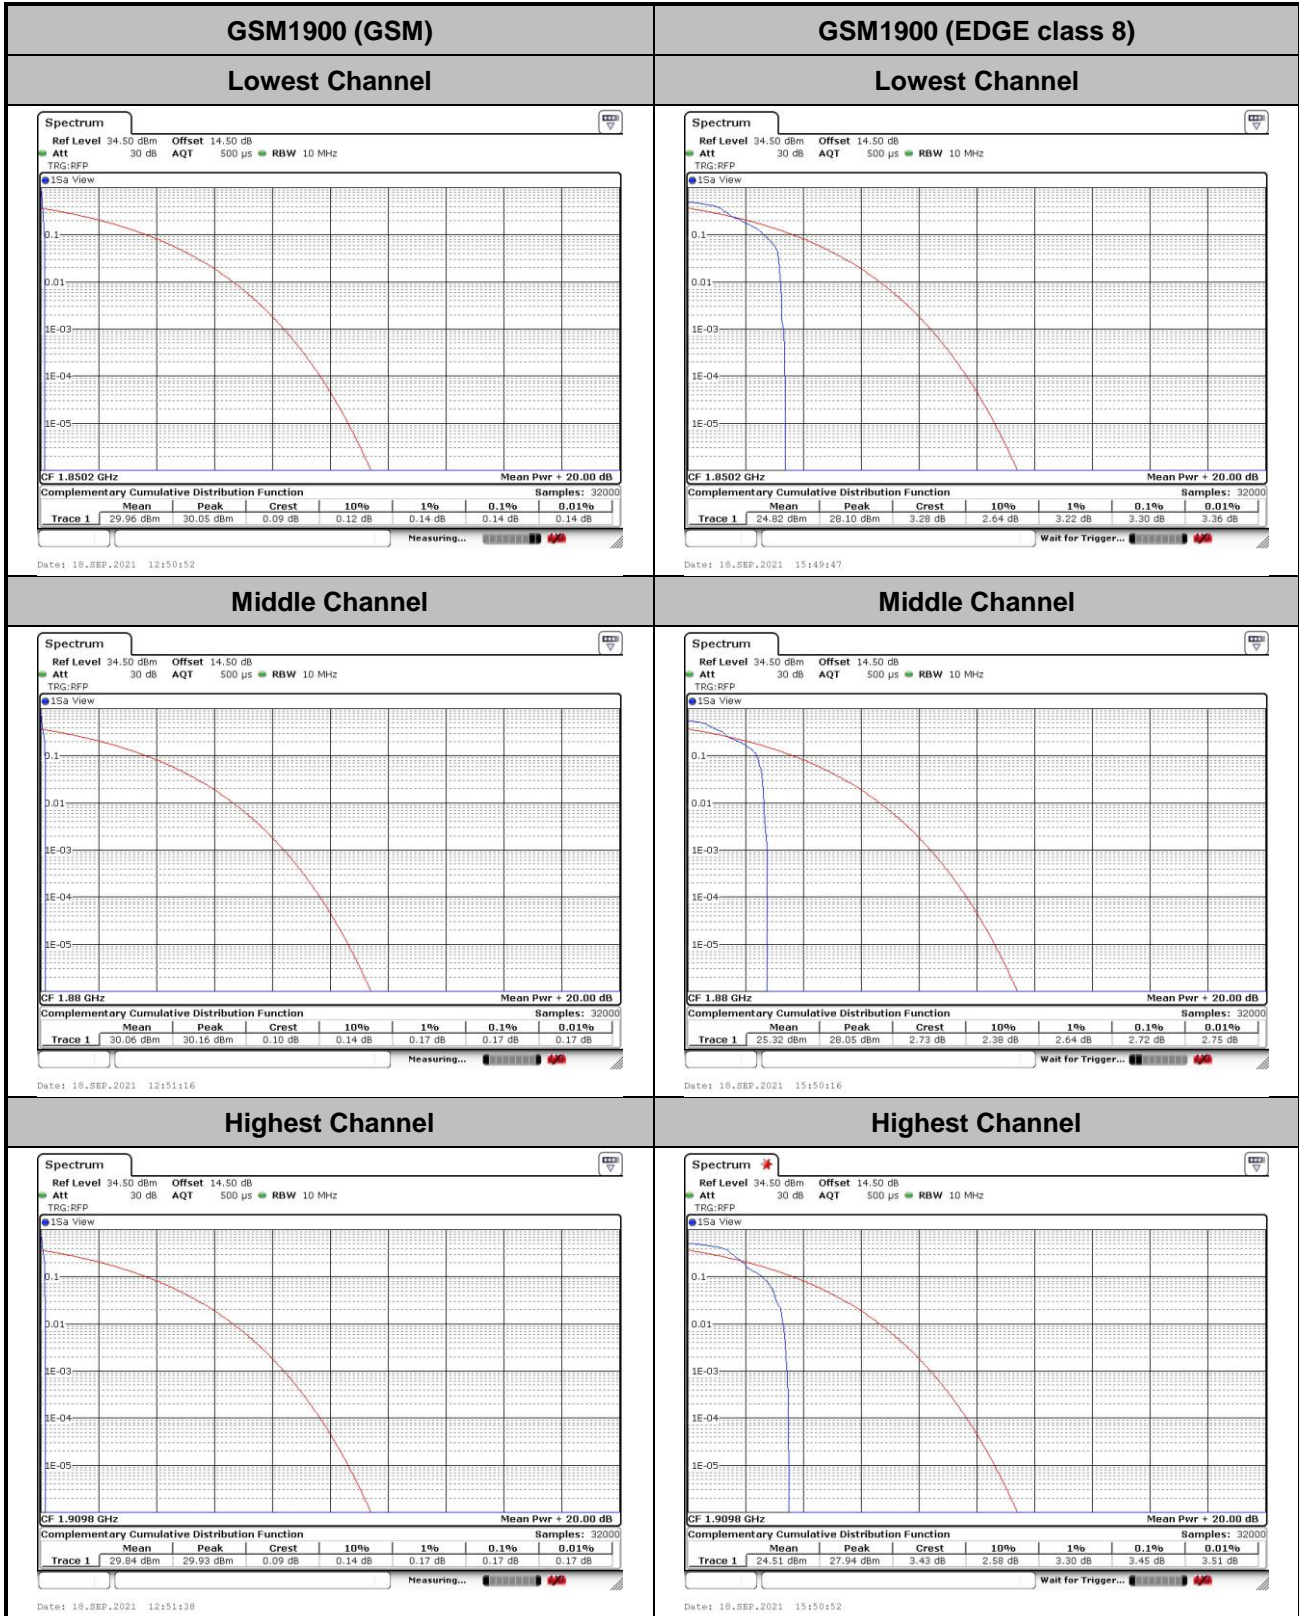 GSM1900 (GSM)
GSM1900 (EDGE class 8)
Lowest Channel
Lowest Channel
Spectrum
Ref Level 34.50 dBm Offset 14.50 dB
Att 30 dB AQT 500 µs RBW 10 MHz
TRG:RFP
1Sa View
0.1
0.01
1E-03
1E-04
1E-05
CF 1.8502 GHz Mean Pwr + 20.00 dB
Complementary Cumulative Distribution Function Samples: 32000
Mean Peak Crest 10% 1% 0.1% 0.01%
Trace 1 29.96 dBm 30.05 dBm 0.09 dB 0.12 dB 0.14 dB 0.14 dB 0.14 dB
Measuring...
Date: 18.SEP.2021 12:50:52
Spectrum
Ref Level 34.50 dBm Offset 14.50 dB
Att 30 dB AQT 500 µs RBW 10 MHz
TRG:RFP
1Sa View
0.1
0.01
1E-03
1E-04
1E-05
CF 1.8502 GHz Mean Pwr + 20.00 dB
Complementary Cumulative Distribution Function Samples: 32000
Mean Peak Crest 10% 1% 0.1% 0.01%
Trace 1 24.82 dBm 28.10 dBm 3.28 dB 2.64 dB 3.22 dB 3.30 dB 3.36 dB
Wait for Trigger...
Date: 18.SEP.2021 15:49:47
Middle Channel
Middle Channel
Spectrum
Ref Level 34.50 dBm Offset 14.50 dB
Att 30 dB AQT 500 µs RBW 10 MHz
TRG:RFP
1Sa View
0.1
0.01
1E-03
1E-04
1E-05
CF 1.88 GHz Mean Pwr + 20.00 dB
Complementary Cumulative Distribution Function Samples: 32000
Mean Peak Crest 10% 1% 0.1% 0.01%
Trace 1 30.06 dBm 30.16 dBm 0.10 dB 0.14 dB 0.17 dB 0.17 dB 0.17 dB
Measuring...
Date: 18.SEP.2021 12:51:16
Spectrum
Ref Level 34.50 dBm Offset 14.50 dB
Att 30 dB AQT 500 µs RBW 10 MHz
TRG:RFP
1Sa View
0.1
0.01
1E-03
1E-04
1E-05
CF 1.88 GHz Mean Pwr + 20.00 dB
Complementary Cumulative Distribution Function Samples: 32000
Mean Peak Crest 10% 1% 0.1% 0.01%
Trace 1 25.32 dBm 28.05 dBm 2.73 dB 2.38 dB 2.64 dB 2.72 dB 2.75 dB
Wait for Trigger...
Date: 18.SEP.2021 15:50:16
Highest Channel
Highest Channel
Spectrum
Ref Level 34.50 dBm Offset 14.50 dB
Att 30 dB AQT 500 µs RBW 10 MHz
TRG:RFP
1Sa View
0.1
0.01
1E-03
1E-04
1E-05
CF 1.9098 GHz Mean Pwr + 20.00 dB
Complementary Cumulative Distribution Function Samples: 32000
Mean Peak Crest 10% 1% 0.1% 0.01%
Trace 1 29.84 dBm 29.93 dBm 0.09 dB 0.14 dB 0.17 dB 0.17 dB 0.17 dB
Measuring...
Date: 18.SEP.2021 12:51:38
Spectrum
Ref Level 34.50 dBm Offset 14.50 dB
Att 30 dB AQT 500 µs RBW 10 MHz
TRG:RFP
1Sa View
0.1
0.01
1E-03
1E-04
1E-05
CF 1.9098 GHz Mean Pwr + 20.00 dB
Complementary Cumulative Distribution Function Samples: 32000
Mean Peak Crest 10% 1% 0.1% 0.01%
Trace 1 24.51 dBm 27.94 dBm 3.43 dB 2.58 dB 3.30 dB 3.45 dB 3.51 dB
Wait for Trigger...
Date: 18.SEP.2021 15:50:52